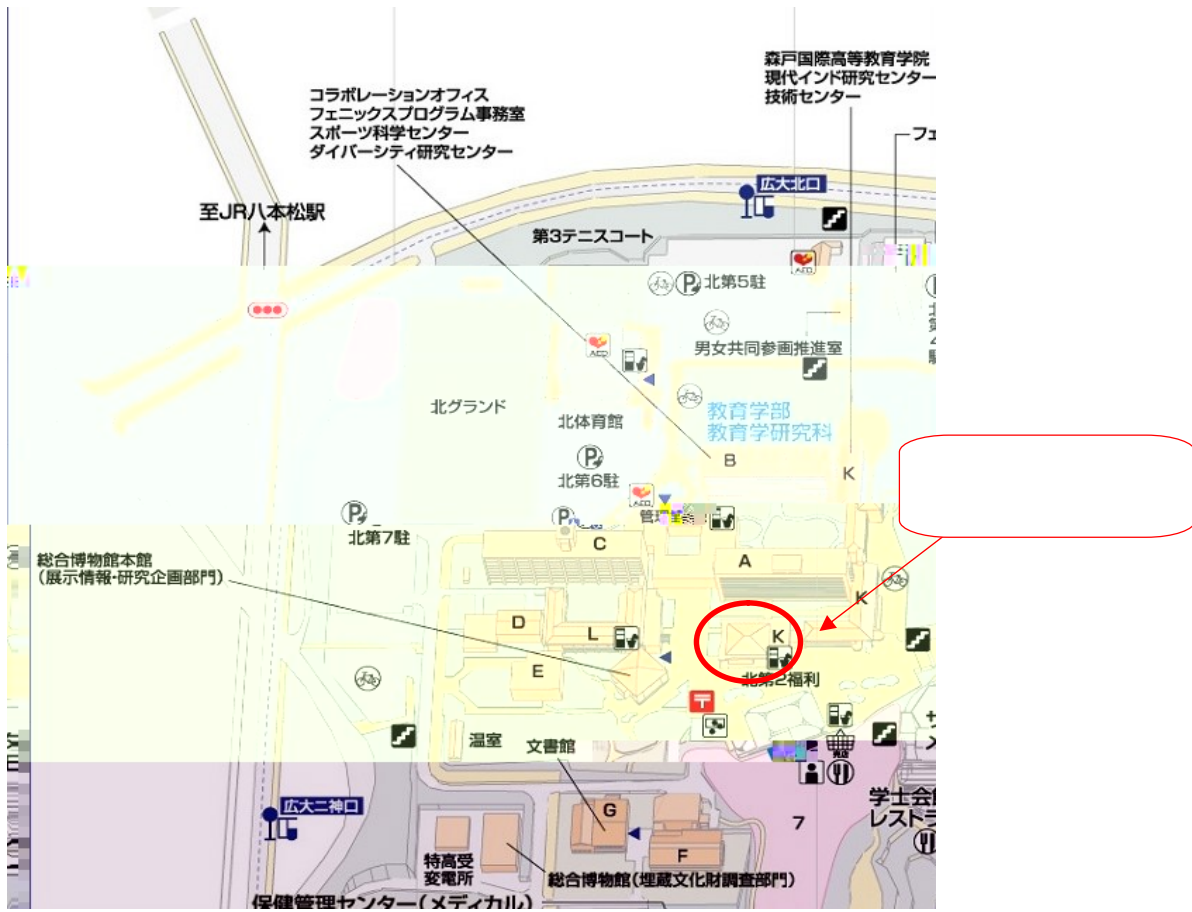 森戸国際高等教育学院
現代インド研究センター
技術センター
コラボレーションオフィス
フェニックスプログラム事務室
スポーツ科学センター
ダイバーシティ研究センター
フェ
広大北口
至JR八本松駅
第3テニスコート
AED
P 北第5駐
男女共同参画推進室
AED
北グランド
北体育館
教育学部
教育学研究科
B
K
P
北第6駐
AED
管理
P
北第7駐
P
C
A
総合博物館本館
(展示情報・研究企画部門)
K
D
L
K
E
北第2福利
〒
温室
文書館
売店
学士会
レストラ
広大二神口
G
7
F
特高受
変電所
総合博物館(埋蔵文化財調査部門)
保健管理センター(メディカル)